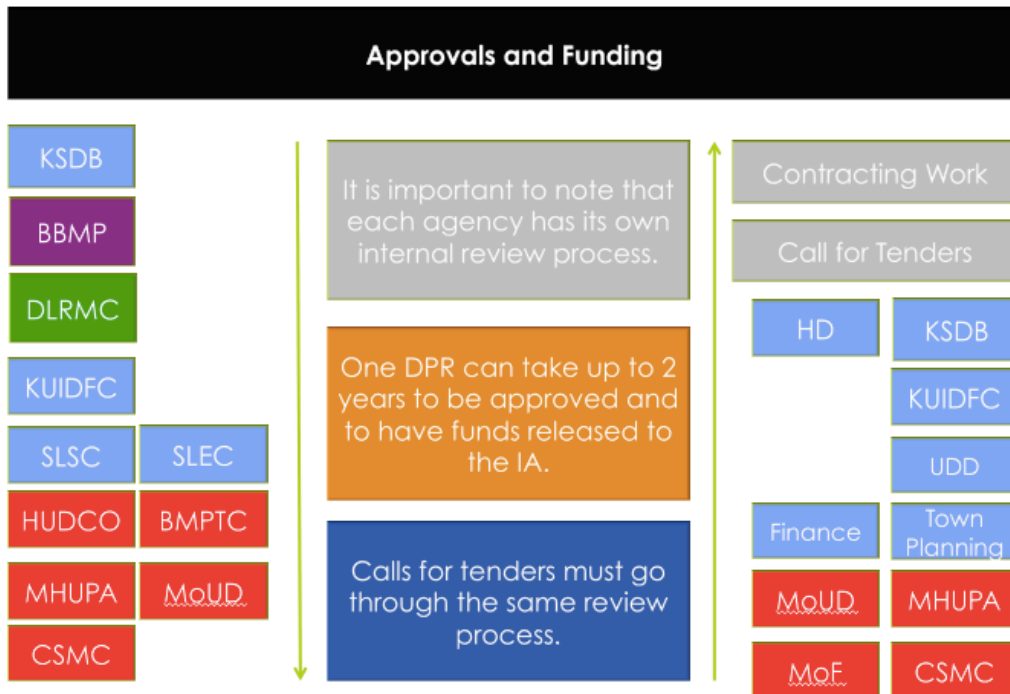 Approvals and Funding
KSDB
BBMP
DLRMC
KUIDFC
SLSC
SLEC
HUDCO
BMPTC
MHUPA
MoUD
CSMC
It is important to note that
each agency has its own
internal review process.
One DPR can take up to 2
years to be approved and
to have funds released to
the IA.
Calls for tenders must go
through the same review
process.
Contracting Work
Call for Tenders
HD
KSDB
KUIDFC
UDD
Finance
Town
Planning
MoUD
MHUPA
MoF
CSMC